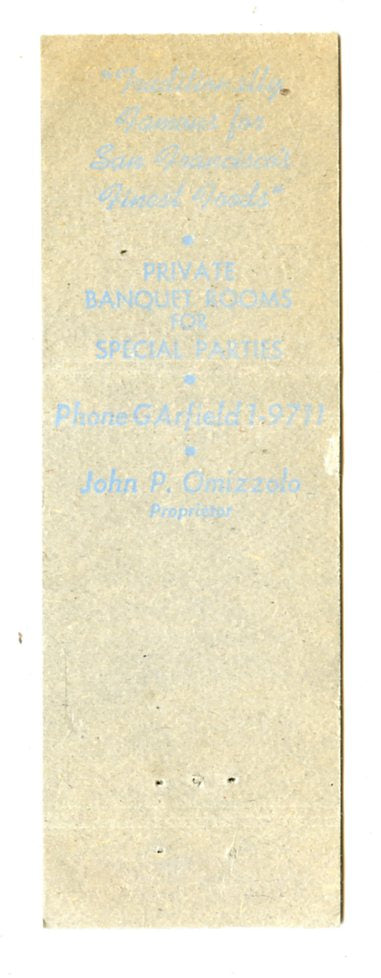 "Traditionally
Famous for
San Francisco's
Finest Foods"
PRIVATE
BANQUET ROOMS
FOR
SPECIAL PARTIES
Phone GArfield 1-9711
John P. Omizzolo
Proprietor